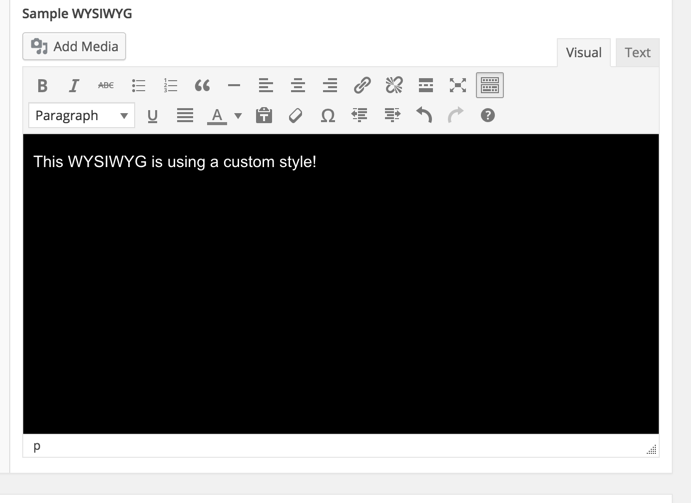 Sample WYSIWYG
Add Media
Visual Text
B I ABC
Paragraph U A
This WYSIWYG is using a custom style!
p